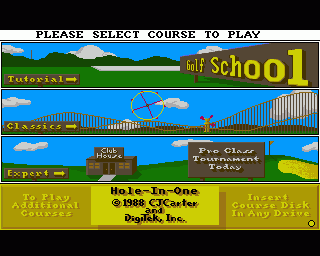 PLEASE SELECT COURSE TO PLAY
Golf School
Tutorial
Classics
Club
House
Pro Class
Tournament
Today
Expert
To Play
Additional
Courses
Hole-In-One
©1988 CJCarter
and
Digitek, Inc.
Insert
Course Disk
In Any Drive